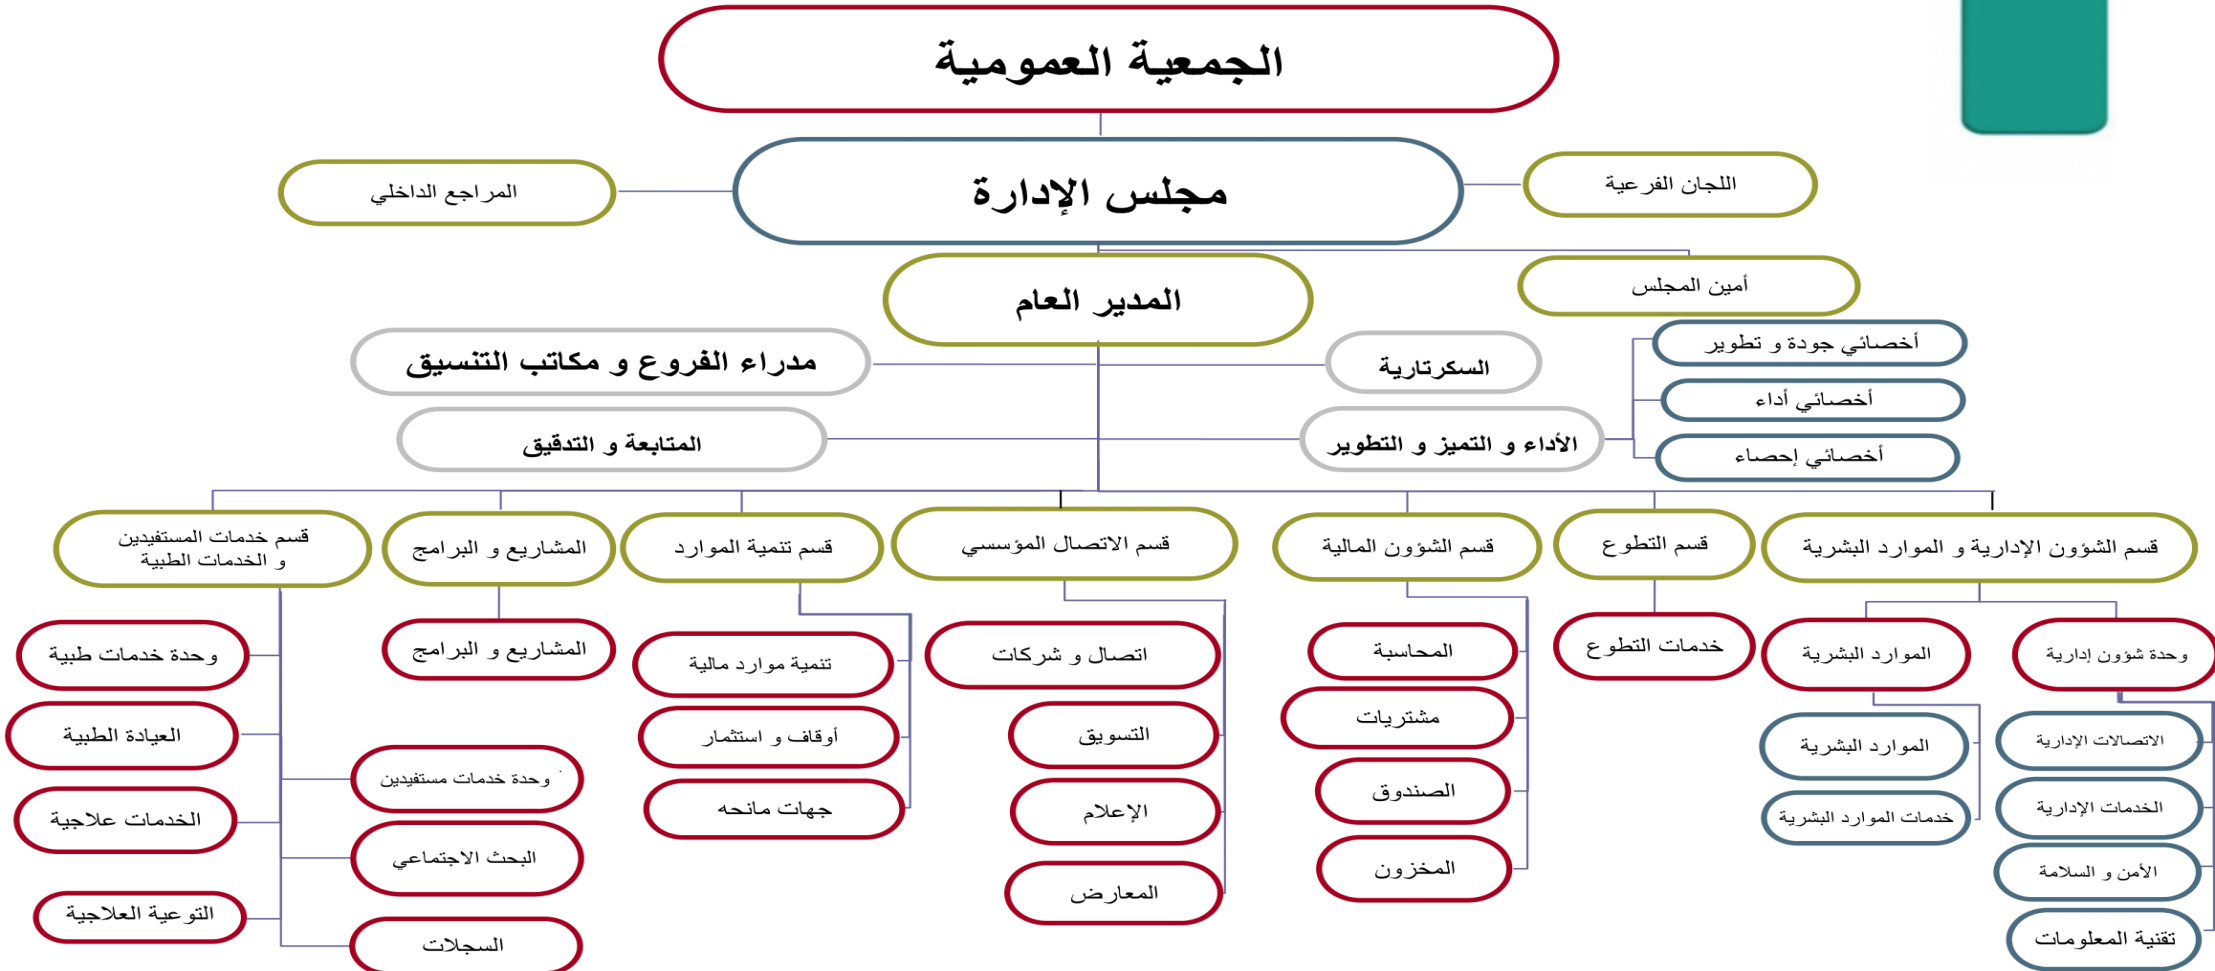 الجمعية العمومية
مجلس الإدارة
اللجان الفرعية
المراجع الداخلي
أمين المجلس
المدير العام
السكرتارية
مدراء الفروع و مكاتب التنسيق
الأداء و التميز و التطوير
المتابعة و التدقيق
أخصائي جودة و تطوير
أخصائي أداء
أخصائي إحصاء
قسم الشؤون الإدارية و الموارد البشرية
وحدة شؤون إدارية
الاتصالات الإدارية
الخدمات الإدارية
الأمن و السلامة
تقنية المعلومات
الموارد البشرية
الموارد البشرية
خدمات الموارد البشرية
قسم التطوع
خدمات التطوع
قسم الشؤون المالية
المحاسبة
مشتريات
الصندوق
المخزون
قسم الاتصال المؤسسي
اتصال و شركات
التسويق
الإعلام
المعارض
قسم تنمية الموارد
تنمية موارد مالية
أوقاف و استثمار
جهات مانحه
المشاريع و البرامج
المشاريع و البرامج
قسم خدمات المستفيدين
و الخدمات الطبية
وحدة خدمات مستفيدين
البحث الاجتماعي
السجلات
وحدة خدمات طبية
العيادة الطبية
الخدمات علاجية
التوعية العلاجية